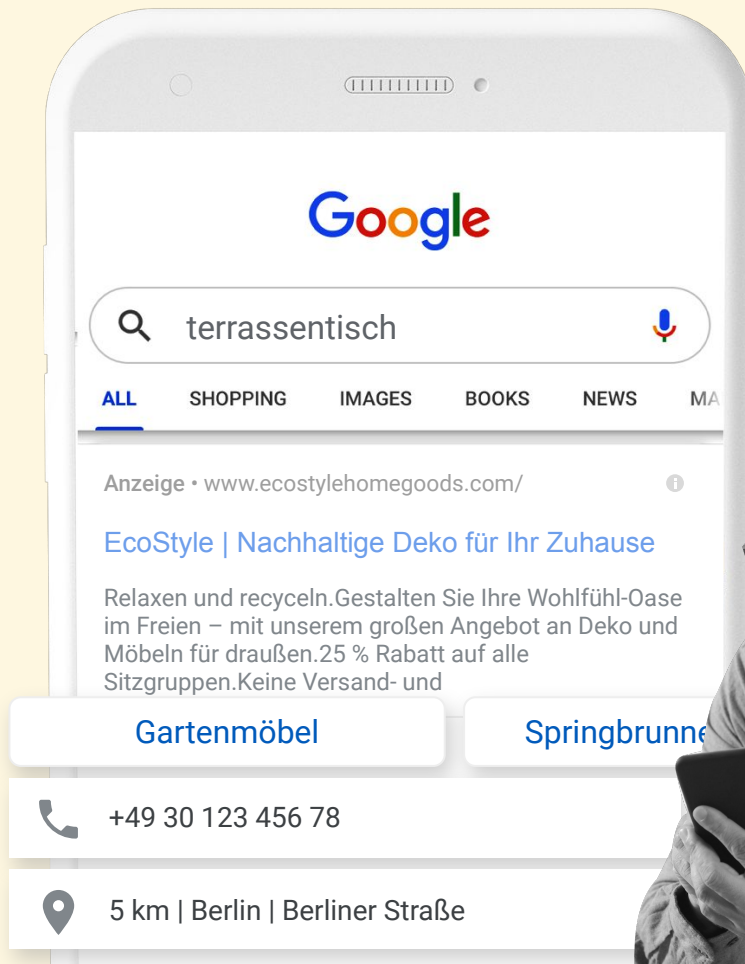 Google
terrassentisch
ALL SHOPPING IMAGES BOOKS NEWS MA
Anzeige • www.ecostylehomegoods.com/
EcoStyle | Nachhaltige Deko für Ihr Zuhause
Relaxen und recyceln.Gestalten Sie Ihre Wohlfühl-Oase
im Freien – mit unserem großen Angebot an Deko und
Möbeln für draußen.25 % Rabatt auf alle
Sitzgruppen.Keine Versand- und
Gartenmöbel Springbrunne
+49 30 123 456 78
5 km | Berlin | Berliner Straße